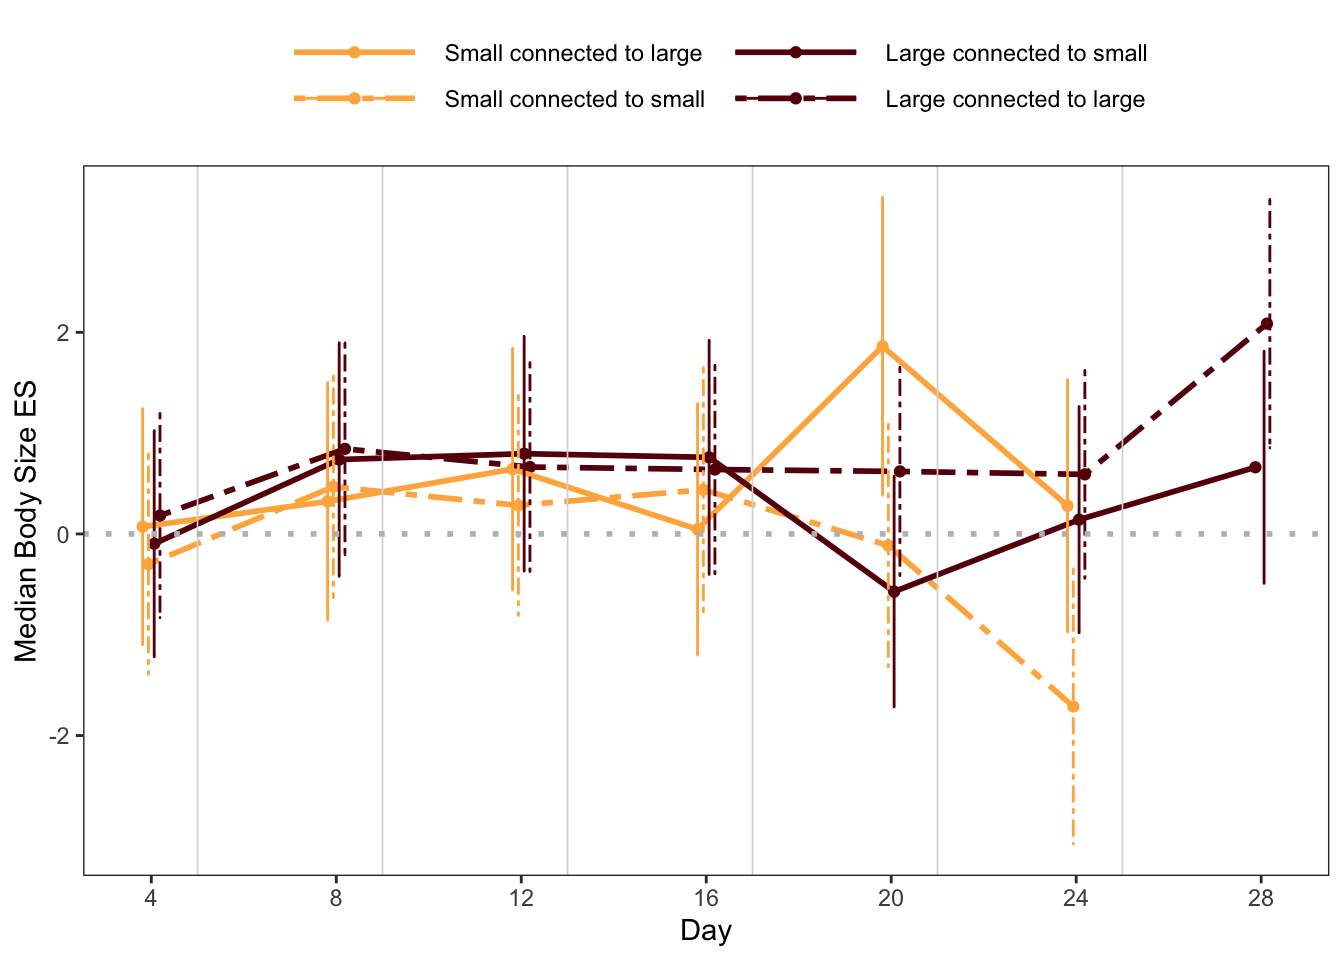 Small connected to large
Large connected to small
Small connected to small
Large connected to large
Median Body Size ES
2
0
-2
4 8 12 16 20 24 28
Day